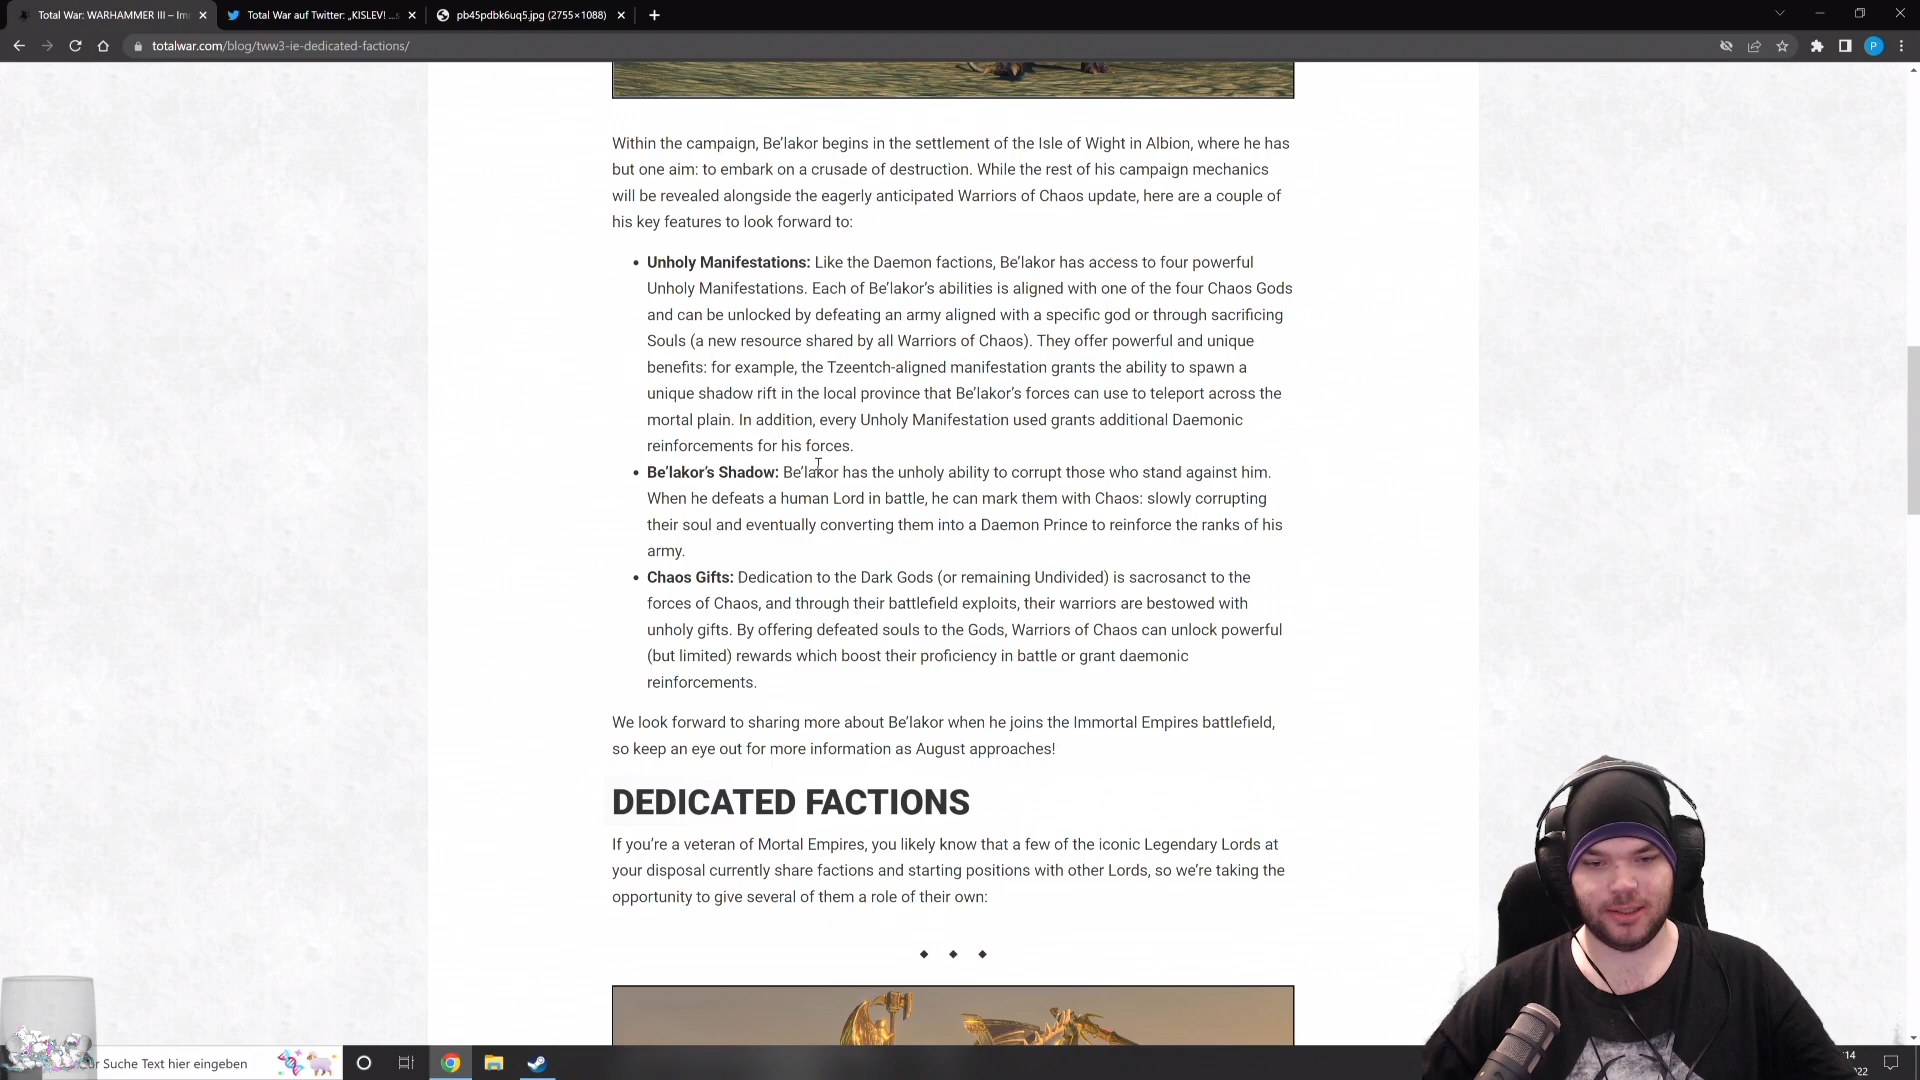 Total War: WARHAMMER III – Im
Total War auf Twitter: „KISLEV! ...s
pb45pdbk6uq5.jpg (2755×1088)
totalwar.com/blog/tww3-ie-dedicated-factions/
P
Within the campaign, Be’lakor begins in the settlement of the Isle of Wight in Albion, where he has
but one aim: to embark on a crusade of destruction. While the rest of his campaign mechanics
will be revealed alongside the eagerly anticipated Warriors of Chaos update, here are a couple of
his key features to look forward to:
• Unholy Manifestations: Like the Daemon factions, Be’lakor has access to four powerful
Unholy Manifestations. Each of Be’lakor’s abilities is aligned with one of the four Chaos Gods
and can be unlocked by defeating an army aligned with a specific god or through sacrificing
Souls (a new resource shared by all Warriors of Chaos). They offer powerful and unique
benefits: for example, the Tzeentch-aligned manifestation grants the ability to spawn a
unique shadow rift in the local province that Be’lakor’s forces can use to teleport across the
mortal plain. In addition, every Unholy Manifestation used grants additional Daemonic
reinforcements for his forces.
• Be’lakor’s Shadow: Be’lakor has the unholy ability to corrupt those who stand against him.
When he defeats a human Lord in battle, he can mark them with Chaos: slowly corrupting
their soul and eventually converting them into a Daemon Prince to reinforce the ranks of his
army.
• Chaos Gifts: Dedication to the Dark Gods (or remaining Undivided) is sacrosanct to the
forces of Chaos, and through their battlefield exploits, their warriors are bestowed with
unholy gifts. By offering defeated souls to the Gods, Warriors of Chaos can unlock powerful
(but limited) rewards which boost their proficiency in battle or grant daemonic
reinforcements.
We look forward to sharing more about Be’lakor when he joins the Immortal Empires battlefield,
so keep an eye out for more information as August approaches!
DEDICATED FACTIONS
If you’re a veteran of Mortal Empires, you likely know that a few of the iconic Legendary Lords at
your disposal currently share factions and starting positions with other Lords, so we’re taking the
opportunity to give several of them a role of their own:
ur Suche Text hier eingeben
:14
022